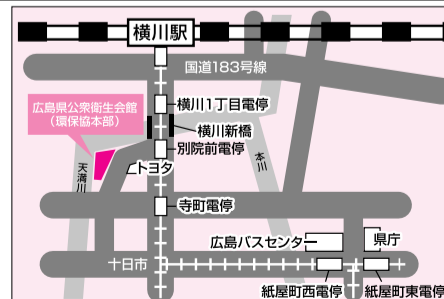 横川駅
国道183号線
広島県公衆衛生会館
（環保協本部）
横川1丁目電停
横川新橋
別院前電停
トヨタ
天満川
本川
寺町電停
広島バスセンター
県庁
十日市
紙屋町西電停
紙屋町東電停